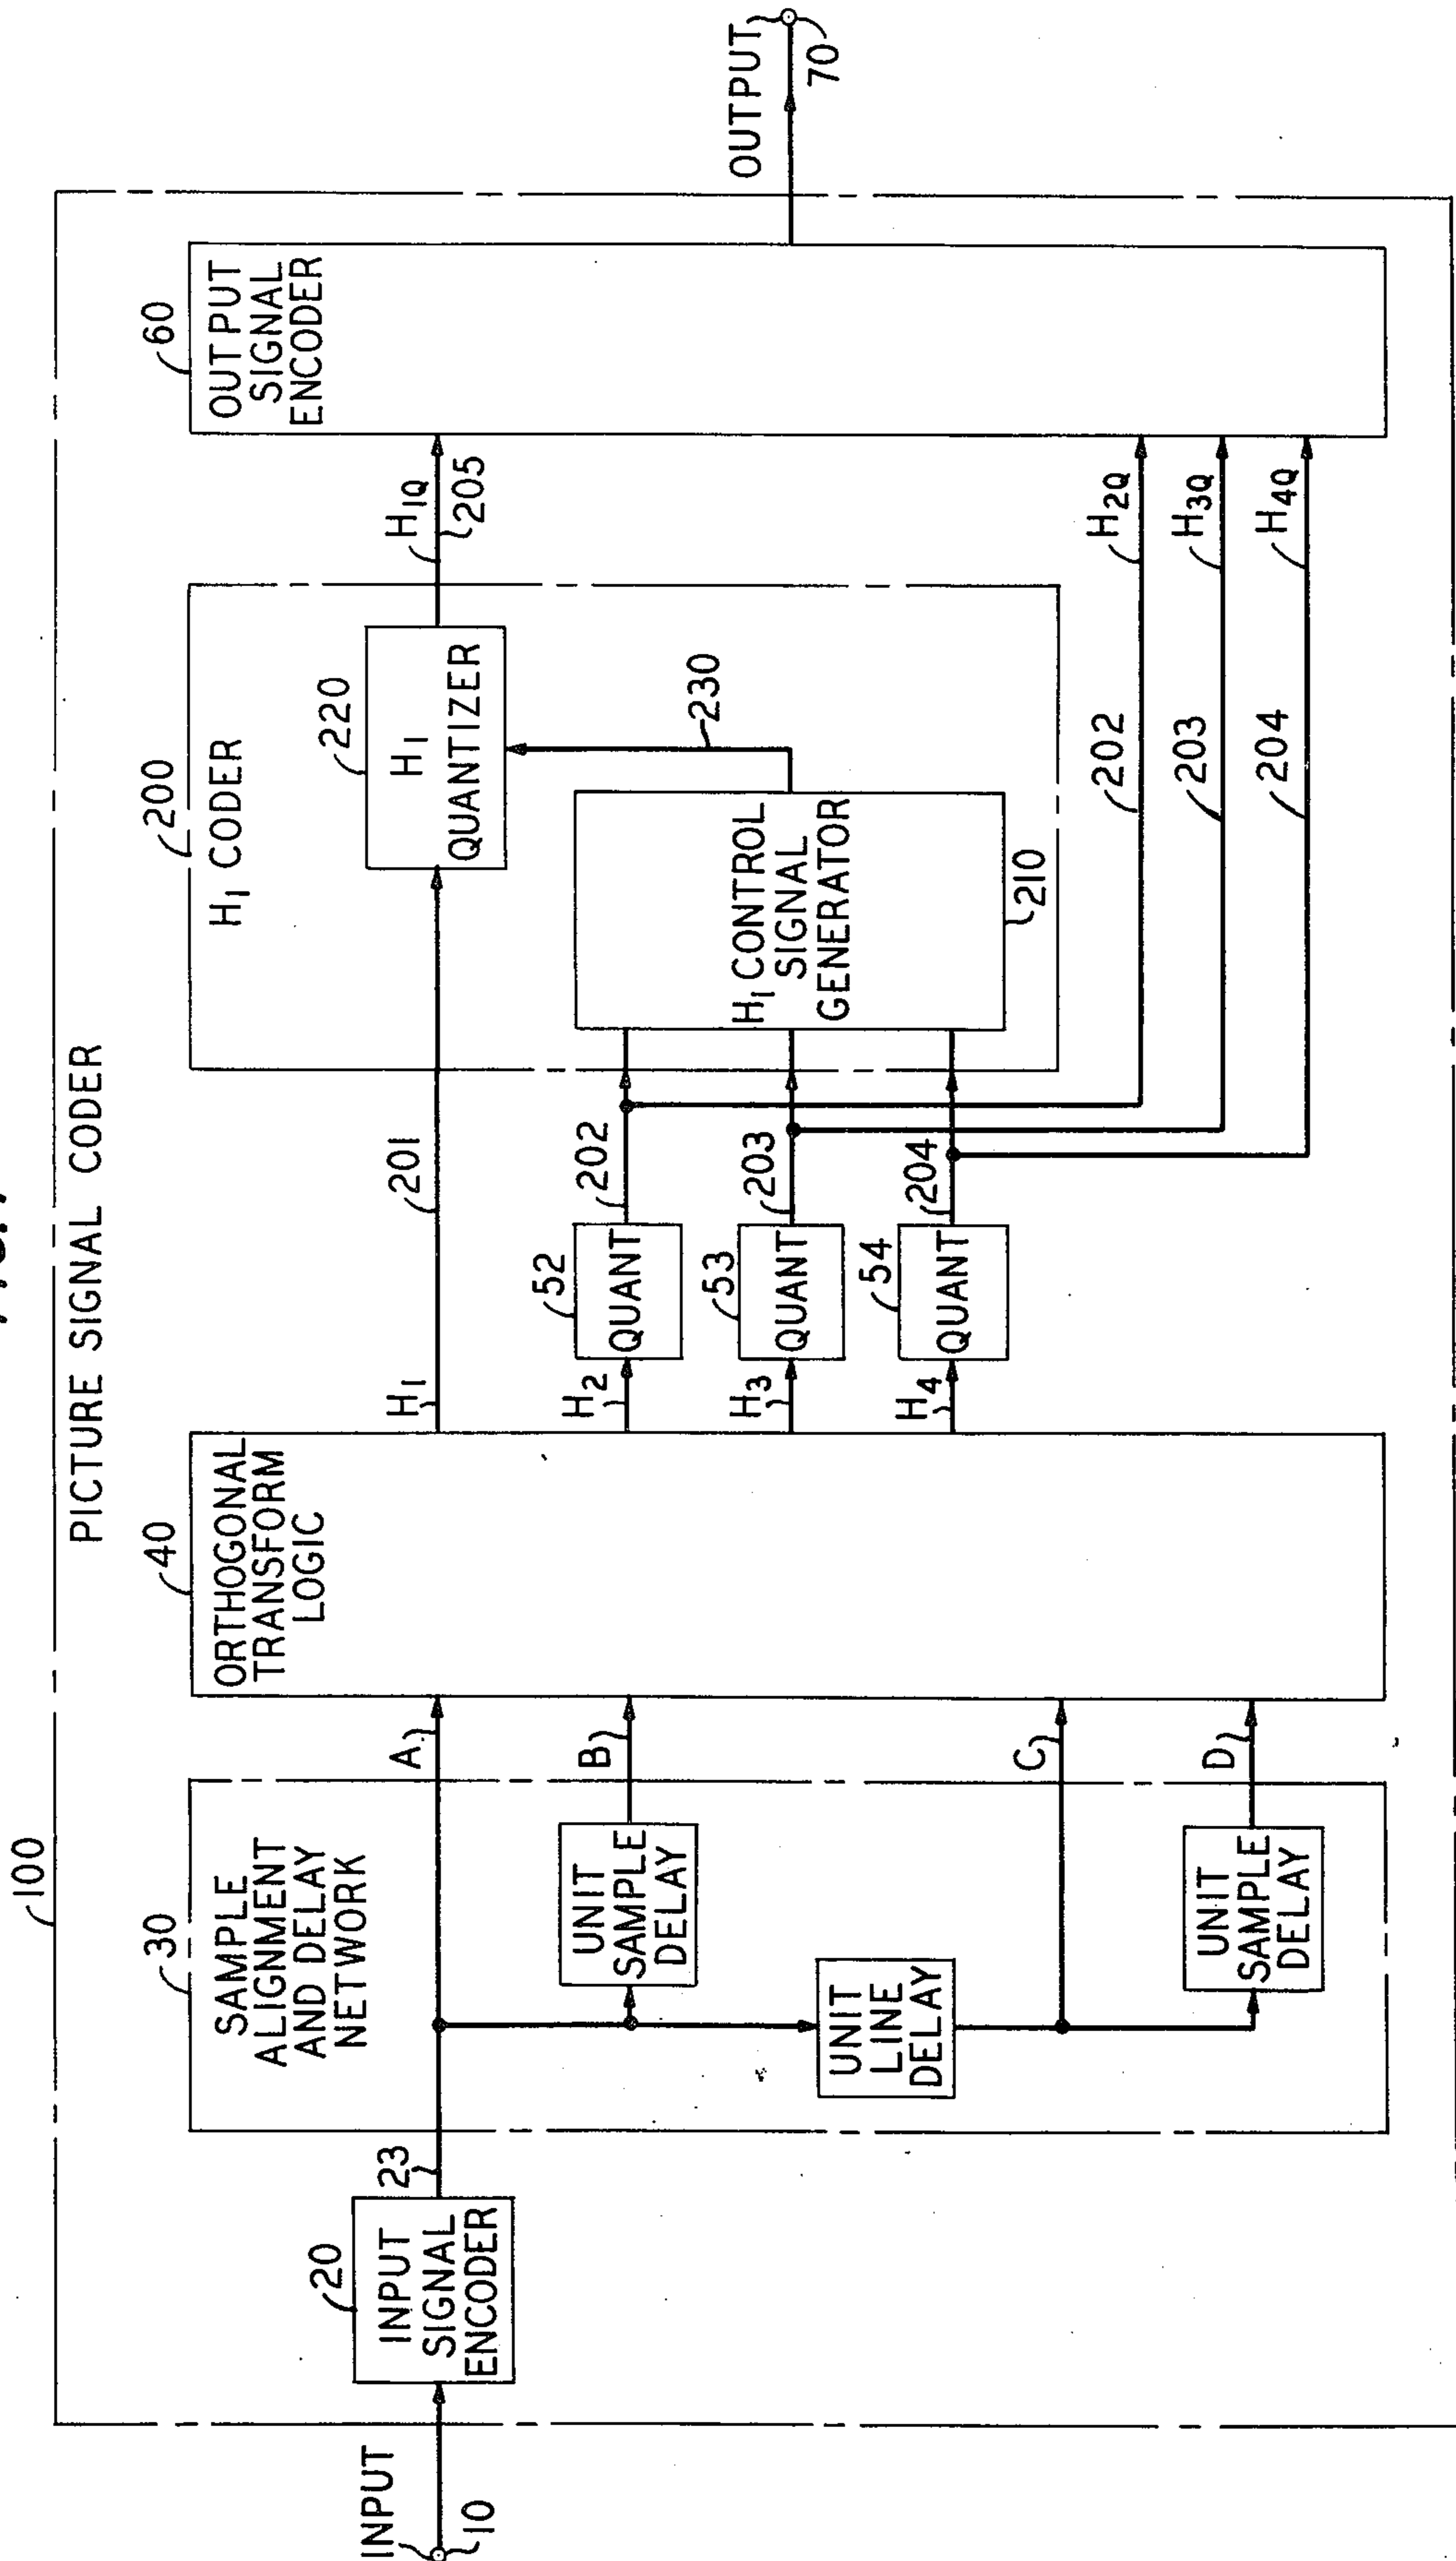 PICTURE SIGNAL CODER
100
INPUT
10
20
INPUT
SIGNAL
ENCODER
23
30
SAMPLE
ALIGNMENT
AND DELAY
NETWORK
UNIT
SAMPLE
DELAY
UNIT
LINE
DELAY
UNIT
SAMPLE
DELAY
A
B
C
D
40
ORTHOGONAL
TRANSFORM
LOGIC
H1
H2
H3
H4
201
52
QUANT
53
QUANT
54
QUANT
202
203
204
200
H1 CODER
220
H1
QUANTIZER
230
H1 CONTROL
SIGNAL
GENERATOR
210
202
203
204
H1Q
205
H2Q
H3Q
H4Q
60
OUTPUT
SIGNAL
ENCODER
OUTPUT
70